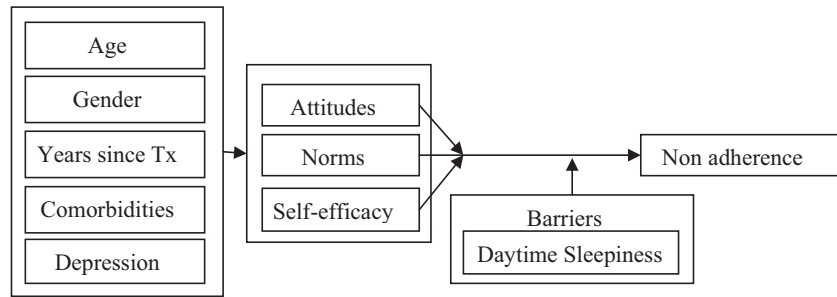 Age
Gender
Years since Tx
Comorbidities
Depression
Attitudes
Norms
Self-efficacy
Barriers
Daytime Sleepiness
Non adherence